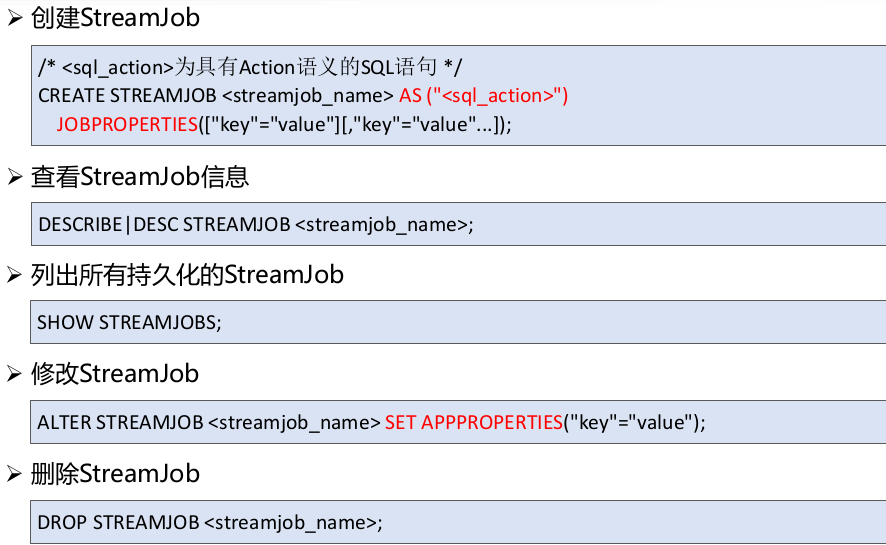 ➢ 创建StreamJob
/* <sql_action>为具有Action语义的SQL语句 */
CREATE STREAMJOB <streamjob_name> AS ("<sql_action>")
JOBPROPERTIES(["key"="value"][,"key"="value"...]);
➢ 查看StreamJob信息
DESCRIBE|DESC STREAMJOB <streamjob_name>;
➢ 列出所有持久化的StreamJob
SHOW STREAMJOBS;
➢ 修改StreamJob
ALTER STREAMJOB <streamjob_name> SET APPPROPERTIES("key"="value");
➢ 删除StreamJob
DROP STREAMJOB <streamjob_name>;